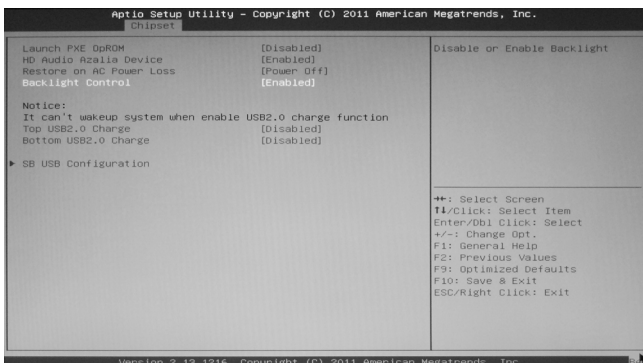 Aptio Setup Utility – Copyright (C) 2011 American Megatrends, Inc.
Chipset
Launch PXE OpROM [Disabled]
HD Audio Azalia Device [Enabled]
Restore on AC Power Loss [Power Off]
Backlight Control [Enabled]
Notice:
It can't wakeup system when enable USB2.0 charge function
Top USB2.0 Charge [Disabled]
Bottom USB2.0 Charge [Disabled]
▶ SB USB Configuration
Disable or Enable Backlight
→←: Select Screen
↑↓/Click: Select Item
Enter/Dbl Click: Select
+/-: Change Opt.
F1: General Help
F2: Previous Values
F9: Optimized Defaults
F10: Save & Exit
ESC/Right Click: Exit
Version 2.13.1216. Copyright (C) 2011 American Megatrends, Inc.